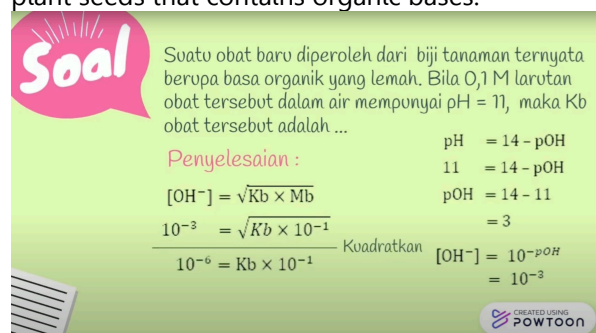 plant seeds that contains organic bases.
Soal
Suatu obat baru diperoleh dari biji tanaman ternyata
berupa basa organik yang lemah. Bila 0,1 M larutan
obat tersebut dalam air mempunyai pH = 11, maka Kb
obat tersebut adalah ...
Penyelesaian :
[OH⁻] = √Kb × Mb
10⁻³ = √Kb × 10⁻¹
Kuadratkan
10⁻⁶ = Kb × 10⁻¹
pH = 14 – pOH
11 = 14 – pOH
pOH = 14 – 11
= 3
[OH⁻] = 10⁻ᵖᴼᴴ
= 10⁻³
CREATED USING
POWTOON